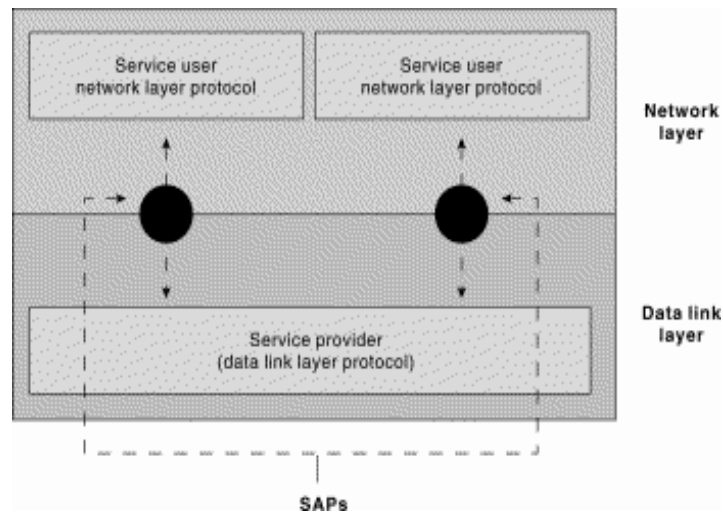 Service user
network layer protocol
Service user
network layer protocol
Network
layer
Service provider
(data link layer protocol)
Data link
layer
SAPs